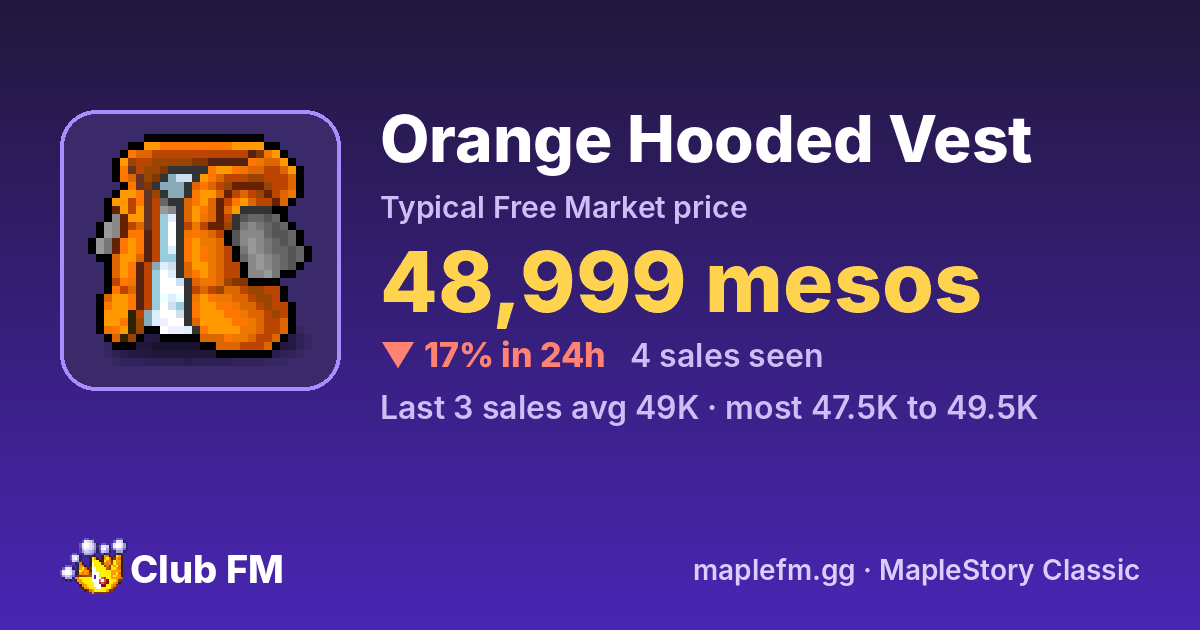 Orange Hooded Vest
Typical Free Market price
48,999 mesos
▼ 17% in 24h 4 sales seen
Last 3 sales avg 49K · most 47.5K to 49.5K
Club FM
maplefm.gg · MapleStory Classic